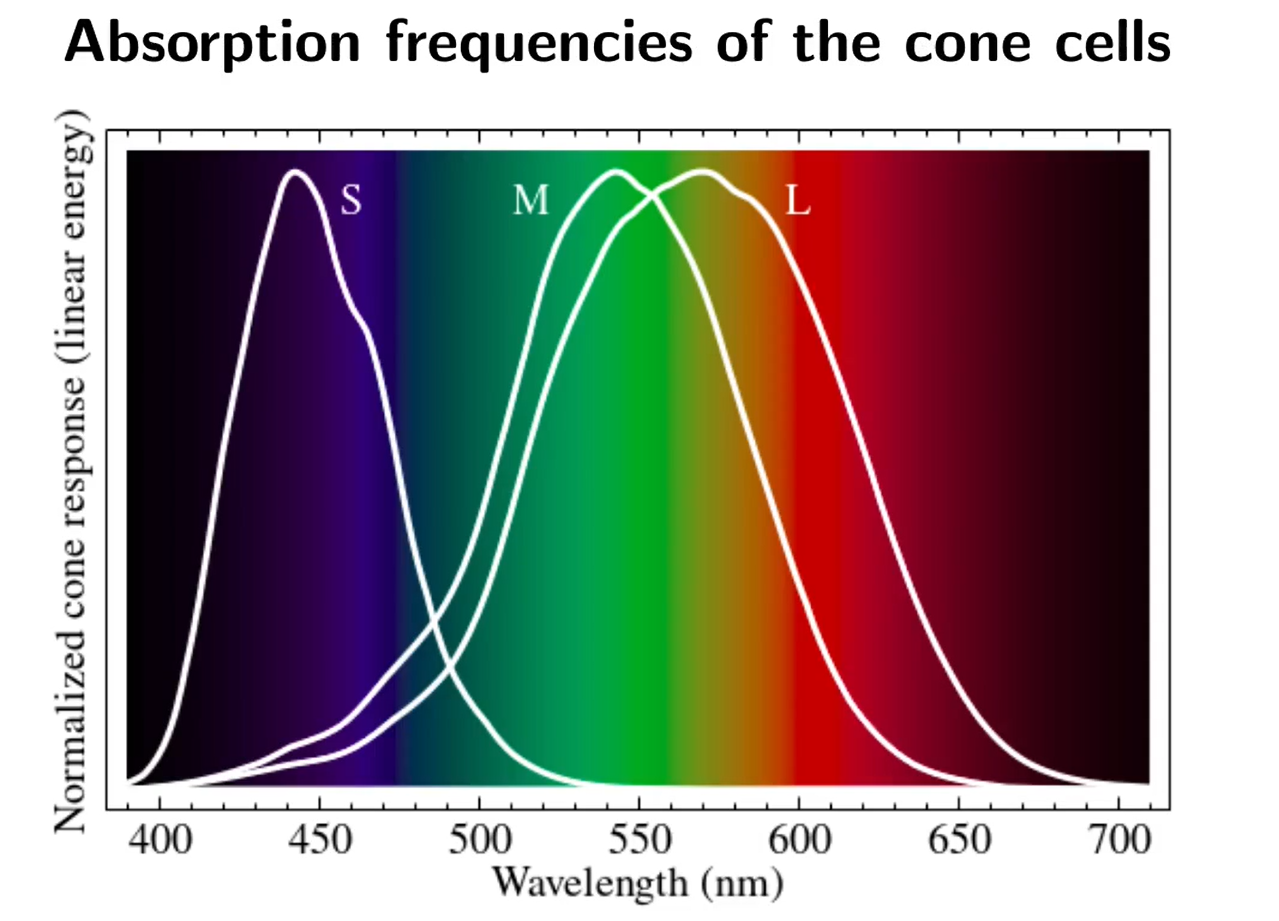 Absorption frequencies of the cone cells
Normalized cone response (linear energy)
S
M
L
400 450 500 550 600 650 700
Wavelength (nm)